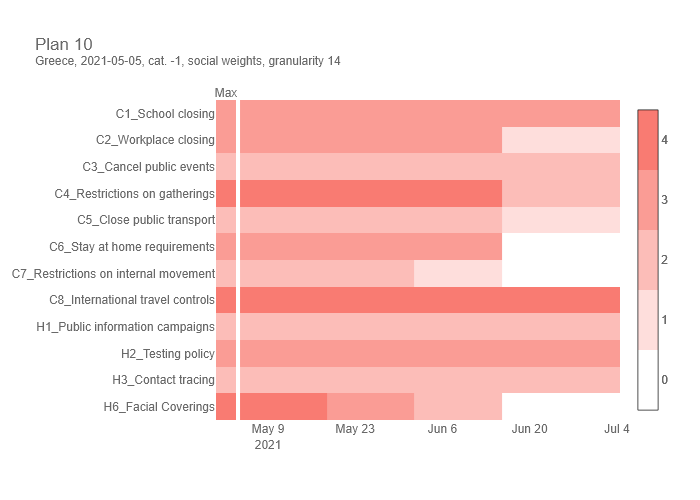 Plan 10
Greece, 2021-05-05, cat. -1, social weights, granularity 14
Max
C1_School closing
C2_Workplace closing
C3_Cancel public events
C4_Restrictions on gatherings
C5_Close public transport
C6_Stay at home requirements
C7_Restrictions on internal movement
C8_International travel controls
H1_Public information campaigns
H2_Testing policy
H3_Contact tracing
H6_Facial Coverings
4
3
2
1
0
May 9 May 23 Jun 6 Jun 20 Jul 4
2021